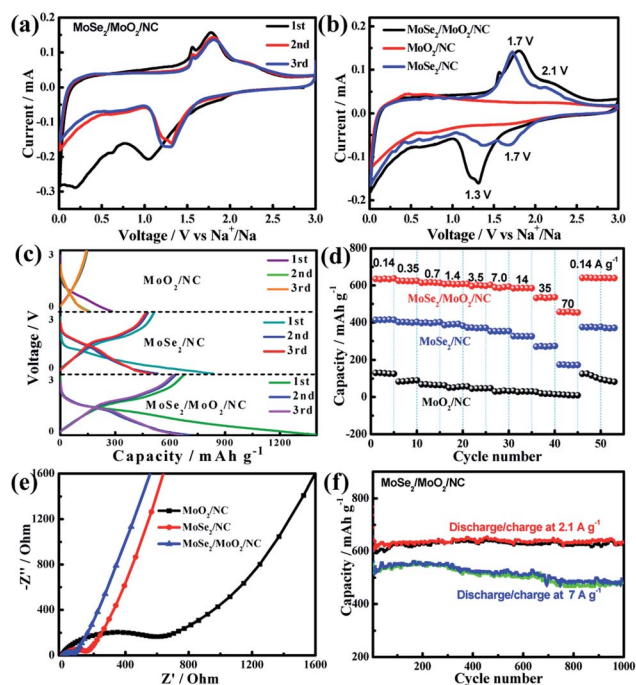 (a) MoSe₂/MoO₂/NC
1st
2nd
3rd
Current / mA
0.1
0.0
-0.1
-0.2
-0.3
0.0 0.5 1.0 1.5 2.0 2.5 3.0
Voltage / V vs Na⁺/Na
(b) MoSe₂/MoO₂/NC
MoO₂/NC
MoSe₂/NC
1.7 V
2.1 V
1.7 V
1.3 V
Current / mA
0.2
0.1
0.0
-0.1
-0.2
0.0 0.5 1.0 1.5 2.0 2.5 3.0
Voltage / V vs Na⁺/Na
(c)
MoO₂/NC
1st
2nd
3rd
MoSe₂/NC
1st
2nd
3rd
MoSe₂/MoO₂/NC
1st
2nd
3rd
Voltage / V
3
0
3
0
3
0
0 300 600 900 1200
Capacity / mAh g⁻¹
(d)
0.14 0.35 0.7 1.4 3.5 7.0 14 35 70 0.14 A g⁻¹
MoSe₂/MoO₂/NC
MoSe₂/NC
MoO₂/NC
Capacity / mAh g⁻¹
800
600
400
200
0
-200
0 10 20 30 40 50
Cycle number
(e)
MoO₂/NC
MoSe₂/NC
MoSe₂/MoO₂/NC
-Z'' / Ohm
1600
1200
800
400
0
0 400 800 1200 1600
Z' / Ohm
(f) MoSe₂/MoO₂/NC
Discharge/charge at 2.1 A g⁻¹
Discharge/charge at 7 A g⁻¹
Capacity / mAh g⁻¹
800
600
400
200
0 200 400 600 800 1000
Cycle number